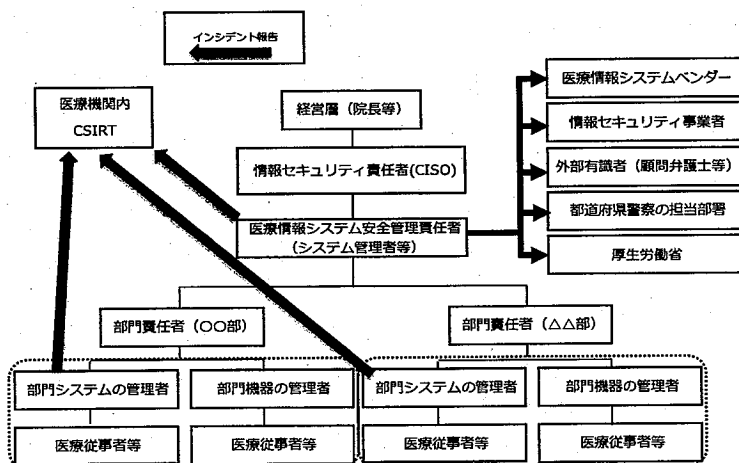 インシデント報告
医療機関内
CSIRT
経営層（院長等）
情報セキュリティ責任者(CISO)
医療情報システム安全管理責任者
（システム管理者等）
医療情報システムベンダー
情報セキュリティ事業者
外部有識者（顧問弁護士等）
都道府県警察の担当部署
厚生労働省
部門責任者（〇〇部）
部門責任者（△△部）
部門システムの管理者
部門機器の管理者
部門システムの管理者
部門機器の管理者
医療従事者等
医療従事者等
医療従事者等
医療従事者等